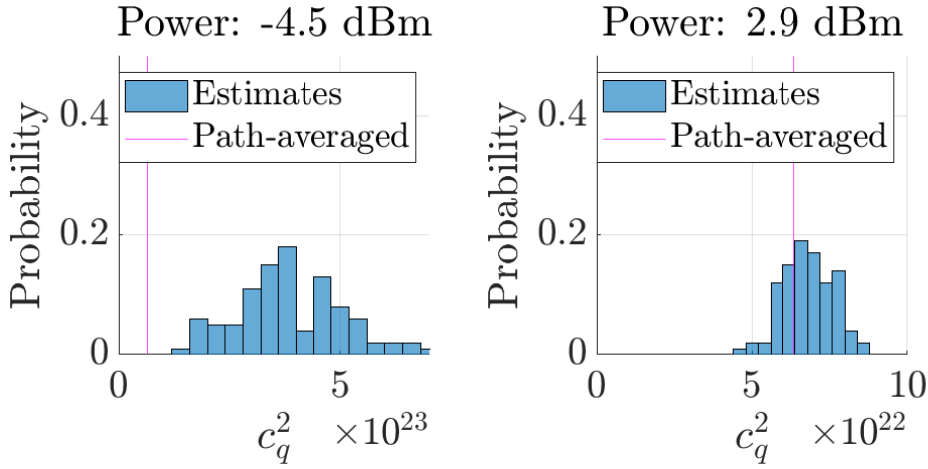 Power: -4.5 dBm
Estimates
Path-averaged
Probability
0.4
0.2
0
0
5
c_q^2
×10^23
Power: 2.9 dBm
Estimates
Path-averaged
Probability
0.4
0.2
0
0
5
10
c_q^2
×10^22